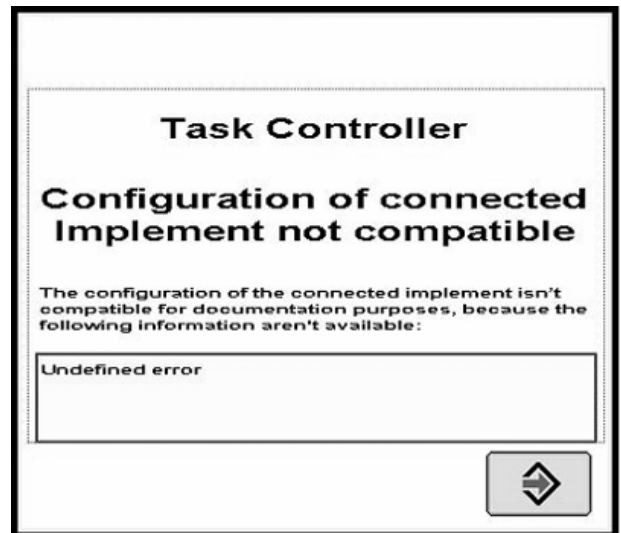 Task Controller
Configuration of connected
Implement not compatible
The configuration of the connected implement isn't
compatible for documentation purposes, because the
following information aren't available:
Undefined error